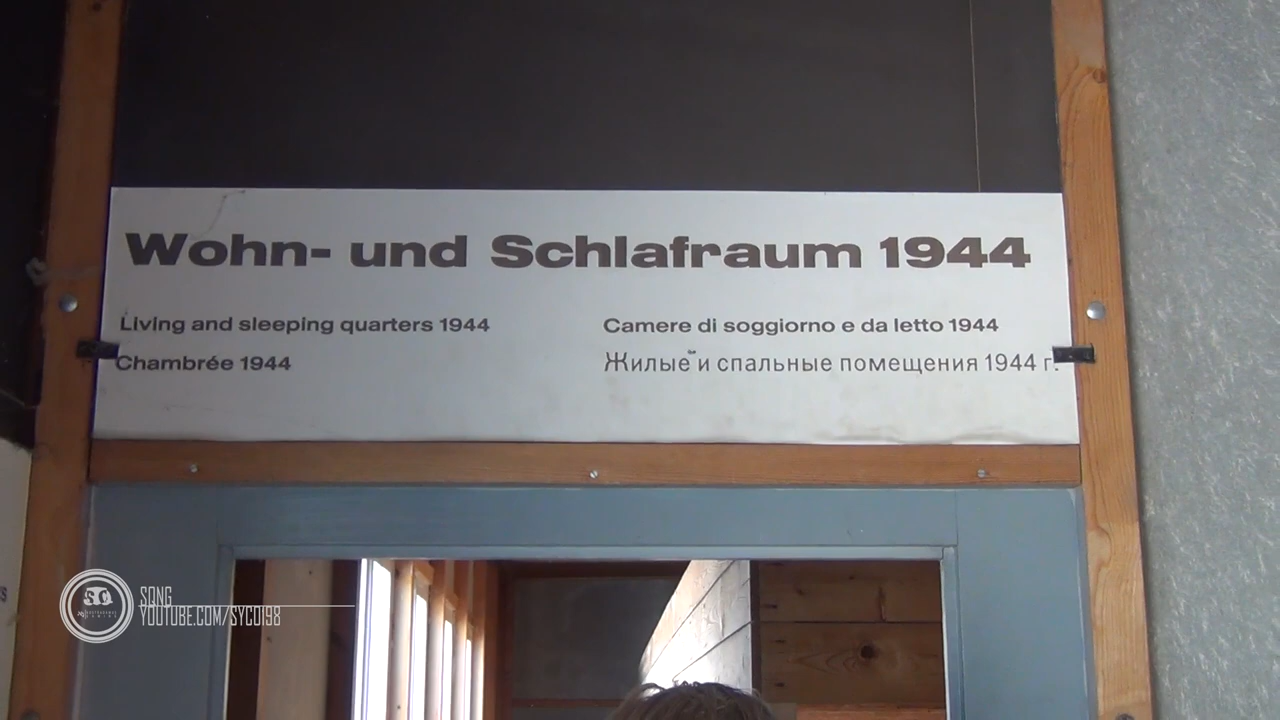 Wohn- und Schlafraum 1944
Living and sleeping quarters 1944
Chambrée 1944
Camere di soggiorno e da letto 1944
Жилые и спальные помещения 1944 г.
S.C.
SONG
YOUTUBE.COM/SYCO198